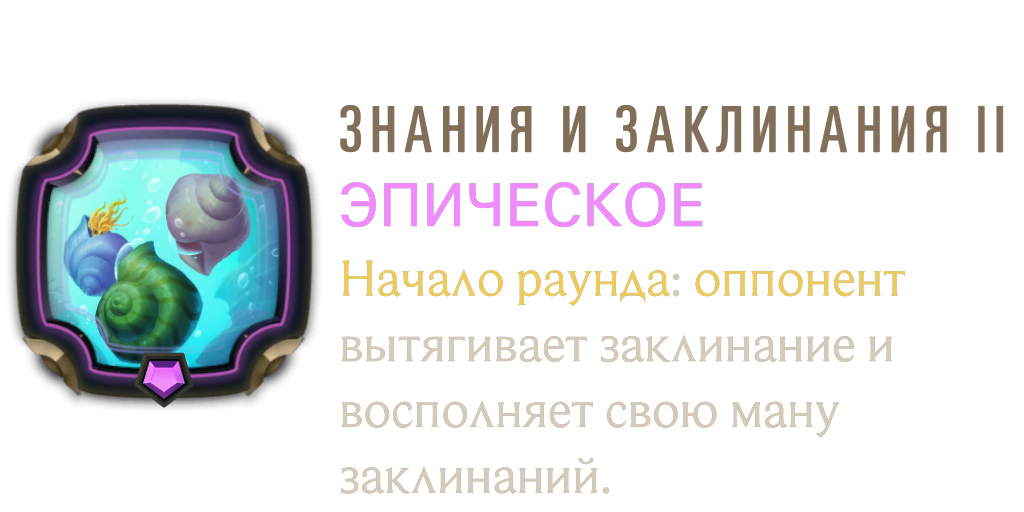 ЗНАНИЯ И ЗАКЛИНАНИЯ II
ЭПИЧЕСКОЕ
Начало раунда: оппонент
вытягивает заклинание и
восполняет свою ману
заклинаний.